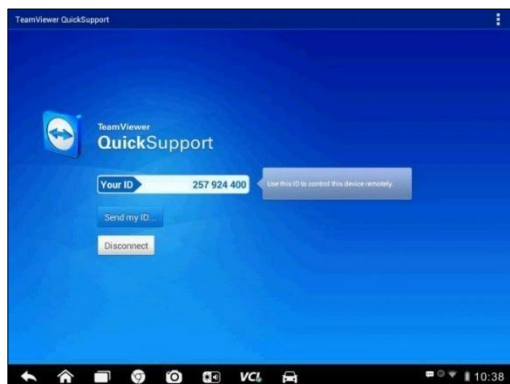 TeamViewer QuickSupport
TeamViewer
QuickSupport
Your ID 257 924 400
Use this ID to control this device remotely.
Send my ID...
Disconnect
VCI
10:38